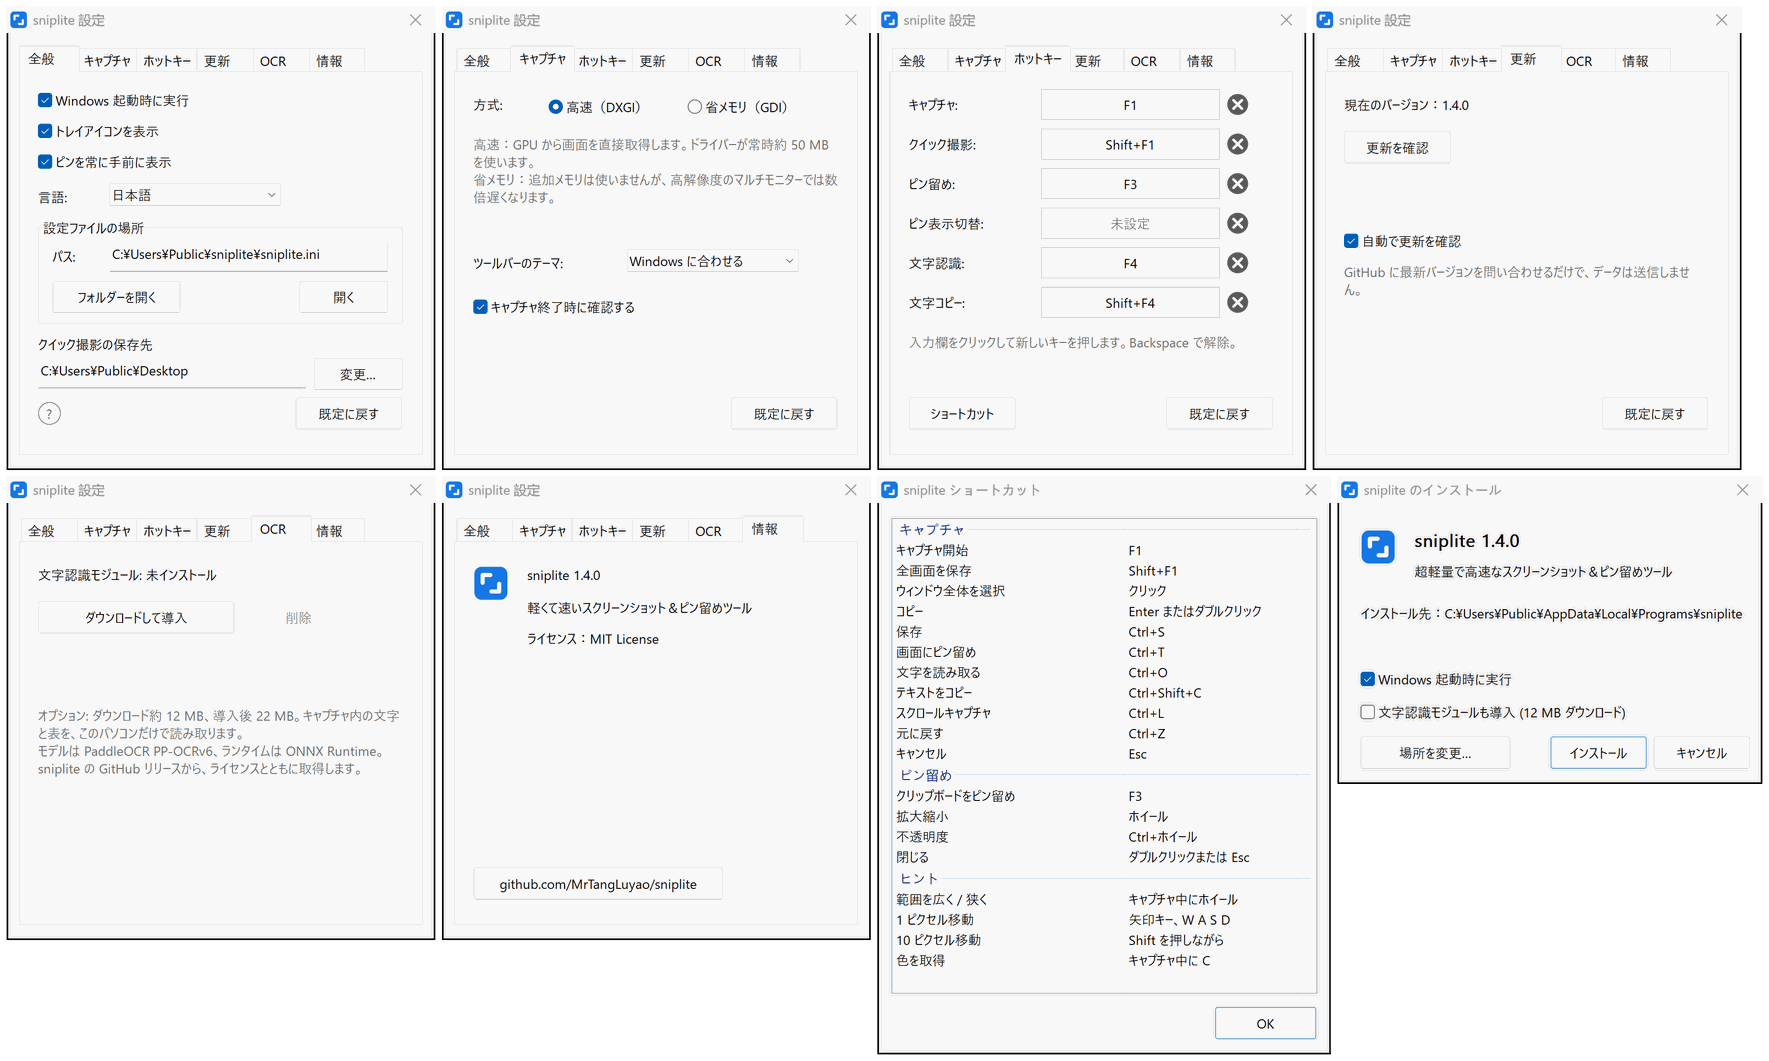 sniplite 設定
全般 キャプチャ ホットキー 更新 OCR 情報
Windows 起動時に実行
トレイアイコンを表示
ピンを常に手前に表示
言語: 日本語
設定ファイルの場所
パス: C:¥Users¥Public¥sniplite¥sniplite.ini
フォルダーを開く 開く
クイック撮影の保存先
C:¥Users¥Public¥Desktop
変更...
? 既定に戻す
sniplite 設定
全般 キャプチャ ホットキー 更新 OCR 情報
方式: 高速（DXGI） 省メモリ（GDI）
高速：GPU から画面を直接取得します。ドライバーが常時約 50 MB
を使います。
省メモリ：追加メモリは使いませんが、高解像度のマルチモニターでは数
倍遅くなります。
ツールバーのテーマ: Windows に合わせる
キャプチャ終了時に確認する
既定に戻す
sniplite 設定
全般 キャプチャ ホットキー 更新 OCR 情報
キャプチャ: F1
クイック撮影: Shift+F1
ピン留め: F3
ピン表示切替: 未設定
文字認識: F4
文字コピー: Shift+F4
入力欄をクリックして新しいキーを押します。Backspace で解除。
ショートカット 既定に戻す
sniplite 設定
全般 キャプチャ ホットキー 更新 OCR 情報
現在のバージョン：1.4.0
更新を確認
自動で更新を確認
GitHub に最新バージョンを問い合わせるだけで、データは送信しませ
ん。
既定に戻す
sniplite 設定
全般 キャプチャ ホットキー 更新 OCR 情報
文字認識モジュール: 未インストール
ダウンロードして導入 削除
オプション: ダウンロード約 12 MB、導入後 22 MB。キャプチャ内の文字
と表を、このパソコンだけで読み取ります。
モデルは PaddleOCR PP-OCRv6、ランタイムは ONNX Runtime。
sniplite の GitHub リリースから、ライセンスとともに取得します。
sniplite 設定
全般 キャプチャ ホットキー 更新 OCR 情報
sniplite 1.4.0
軽くて速いスクリーンショット＆ピン留めツール
ライセンス：MIT License
github.com/MrTangLuyao/sniplite
sniplite ショートカット
キャプチャ
キャプチャ開始 F1
全画面を保存 Shift+F1
ウィンドウ全体を選択 クリック
コピー Enter またはダブルクリック
保存 Ctrl+S
画面にピン留め Ctrl+T
文字を読み取る Ctrl+O
テキストをコピー Ctrl+Shift+C
スクロールキャプチャ Ctrl+L
元に戻す Ctrl+Z
キャンセル Esc
ピン留め
クリップボードをピン留め F3
拡大縮小 ホイール
不透明度 Ctrl+ホイール
閉じる ダブルクリックまたは Esc
ヒント
範囲を広く / 狭く キャプチャ中にホイール
1 ピクセル移動 矢印キー、W A S D
10 ピクセル移動 Shift を押しながら
色を取得 キャプチャ中に C
OK
sniplite のインストール
sniplite 1.4.0
超軽量で高速なスクリーンショット＆ピン留めツール
インストール先：C:¥Users¥Public¥AppData¥Local¥Programs¥sniplite
Windows 起動時に実行
文字認識モジュールも導入 (12 MB ダウンロード)
場所を変更... インストール キャンセル